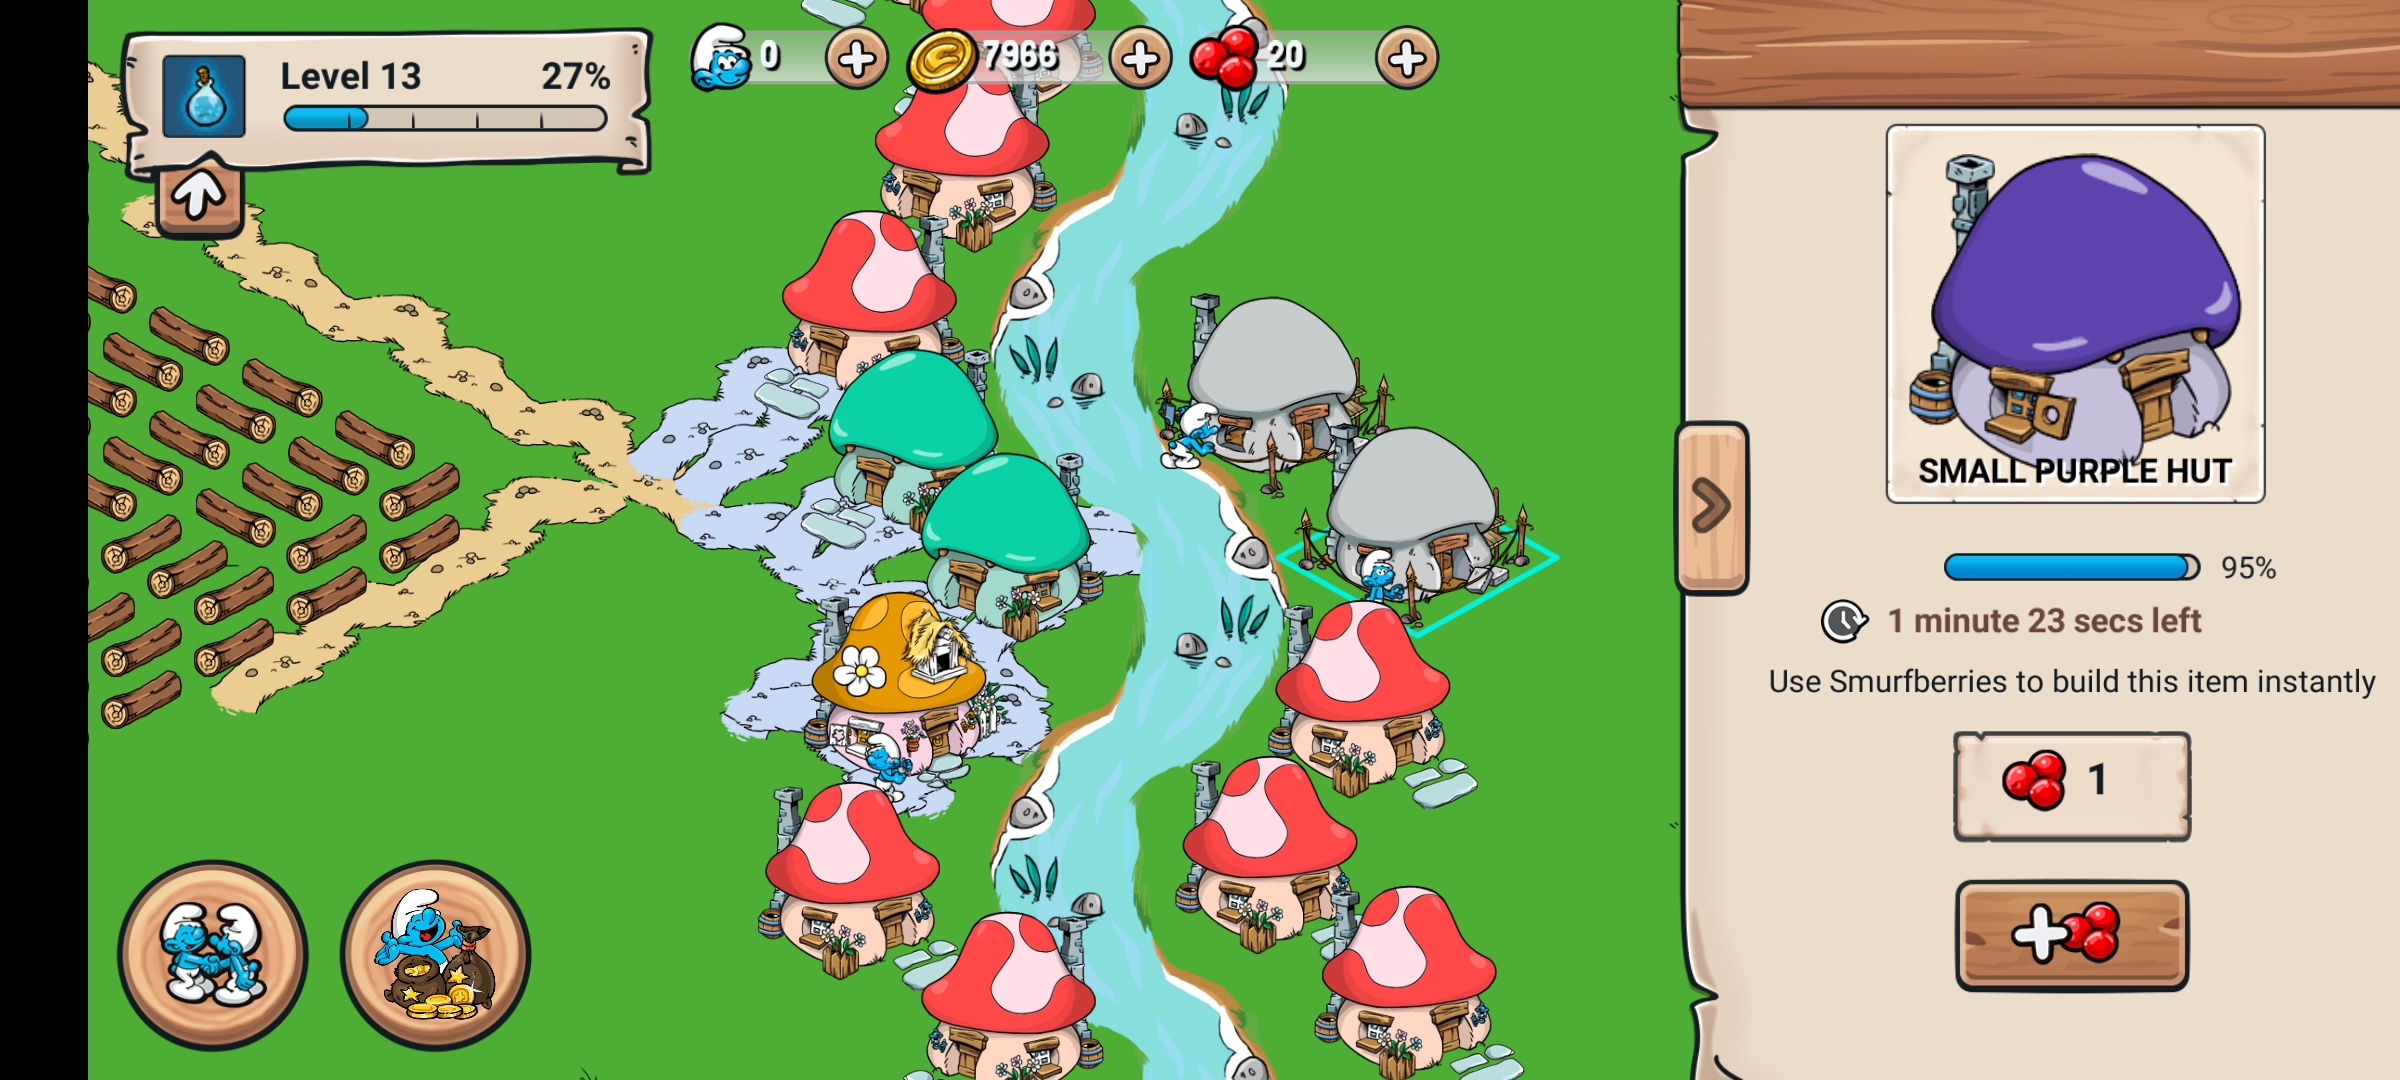 Level 13 27%
0
7966
20
SMALL PURPLE HUT
95%
1 minute 23 secs left
Use Smurfberries to build this item instantly
1